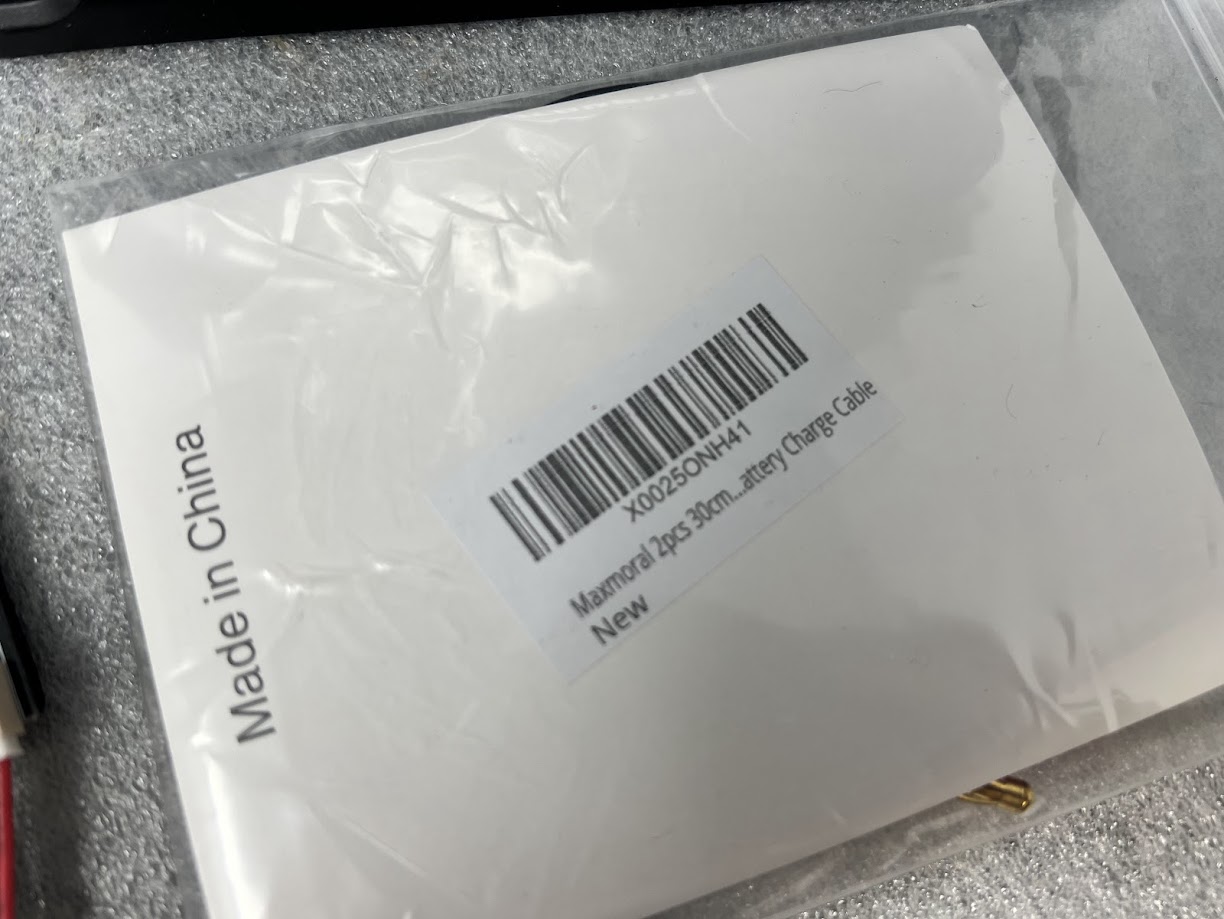 Made in China
X0025ONH41
Maxmoral 2pcs 30cm...attery Charge Cable
New